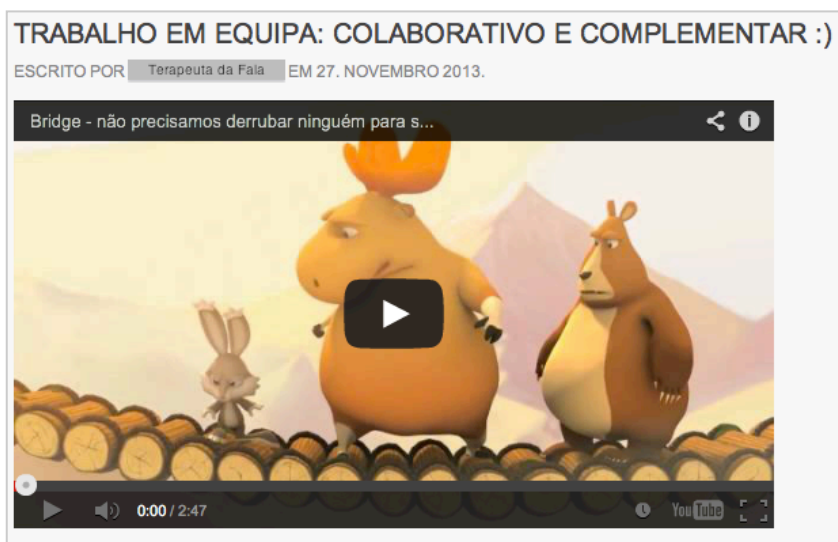 TRABALHO EM EQUIPA: COLABORATIVO E COMPLEMENTAR :)
ESCRITO POR Terapeuta da Fala EM 27. NOVEMBRO 2013.
Bridge - não precisamos derrubar ninguém para s...
0:00 / 2:47 YouTube